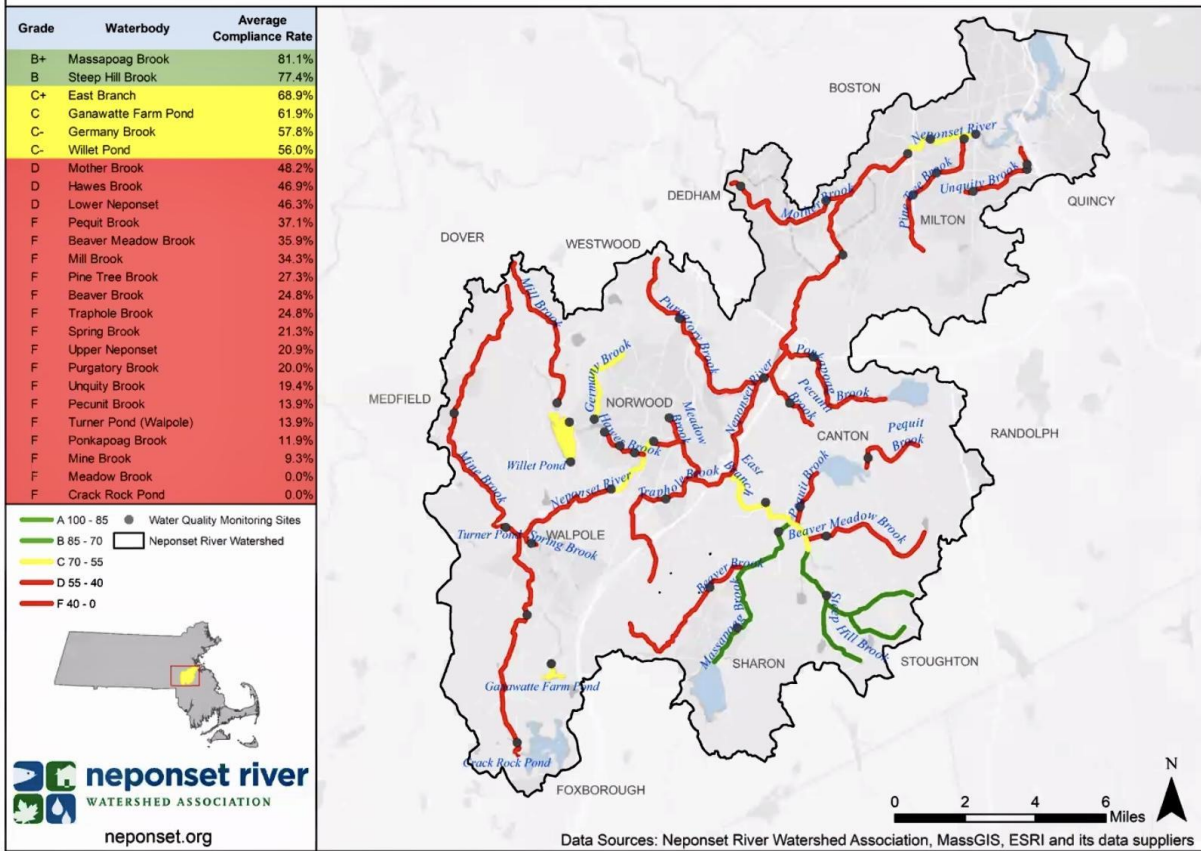 Grade Waterbody Average Compliance Rate
B+ Massapoag Brook 81.1%
B Steep Hill Brook 77.4%
C+ East Branch 68.9%
C Ganawatte Farm Pond 61.9%
C- Germany Brook 57.8%
C- Willet Pond 56.0%
D Mother Brook 48.2%
D Hawes Brook 46.9%
D Lower Neponset 46.3%
F Pequit Brook 37.1%
F Beaver Meadow Brook 35.9%
F Mill Brook 34.3%
F Pine Tree Brook 27.3%
F Beaver Brook 24.8%
F Traphole Brook 24.8%
F Spring Brook 21.3%
F Upper Neponset 20.9%
F Purgatory Brook 20.0%
F Unquity Brook 19.4%
F Pecunit Brook 13.9%
F Turner Pond (Walpole) 13.9%
F Ponkapoag Brook 11.9%
F Mine Brook 9.3%
F Meadow Brook 0.0%
F Crack Rock Pond 0.0%
A 100 - 85
B 85 - 70
C 70 - 55
D 55 - 40
F 40 - 0
Water Quality Monitoring Sites
Neponset River Watershed
neponset river
WATERSHED ASSOCIATION
neponset.org
BOSTON
Neponset River
DEDHAM
Mother Brook
Pine Tree Brook
Unquity Brook
QUINCY
MILTON
DOVER
WESTWOOD
Mill Brook
Purgatory Brook
Germany Brook
Ponkapoag Brook
Pecunit Brook
MEDFIELD
NORWOOD
Meadow Brook
Neponset River
Hawes Brook
CANTON
Pequit Brook
RANDOLPH
Willet Pond
Mine Brook
Neponset River
Traphole Brook
East Branch
Pequit Brook
Turner Pond
Spring Brook
WALPOLE
Beaver Meadow Brook
Beaver Brook
Massapoag Brook
Steep Hill Brook
SHARON
STOUGHTON
Ganawatte Farm Pond
Crack Rock Pond
FOXBOROUGH
N
0 2 4 6 Miles
Data Sources: Neponset River Watershed Association, MassGIS, ESRI and its data suppliers